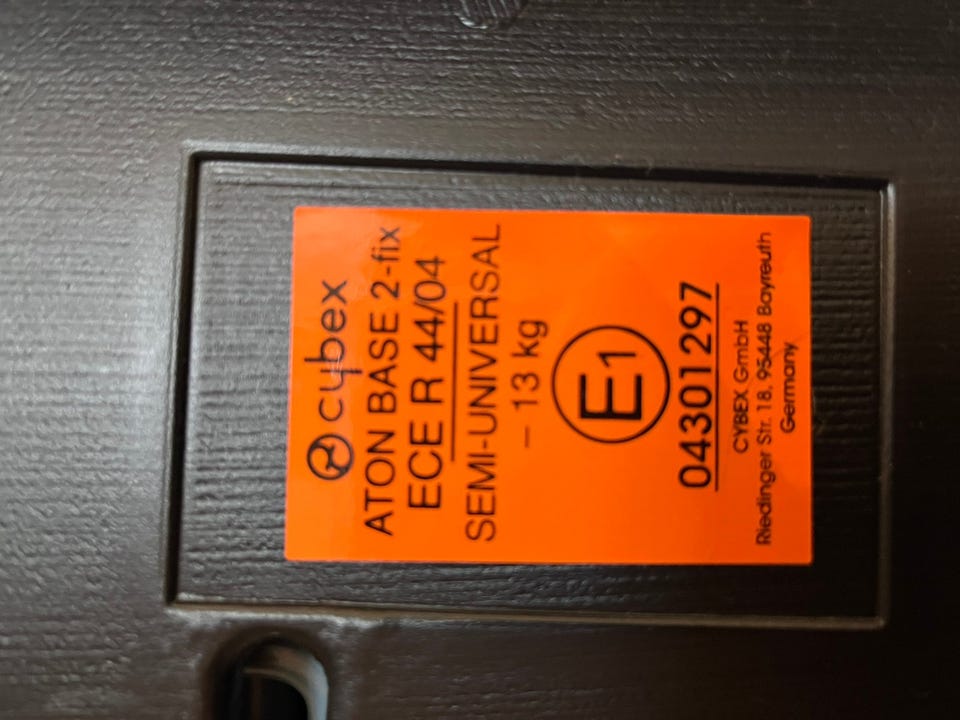 cybex
ATON BASE 2-fix
ECE R 44/04
SEMI-UNIVERSAL
– 13 kg
E1
04301297
CYBEX GmbH
Riedinger Str. 18, 95448 Bayreuth
Germany